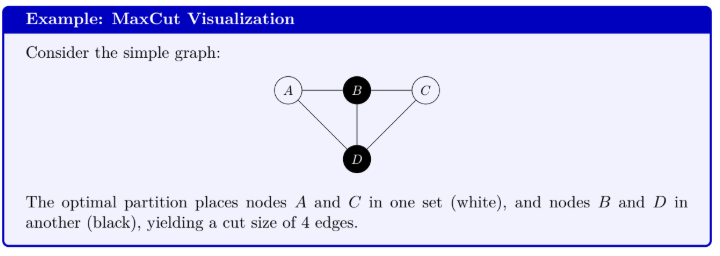 Example: MaxCut Visualization
Consider the simple graph:
A B C
D
The optimal partition places nodes A and C in one set (white), and nodes B and D in
another (black), yielding a cut size of 4 edges.